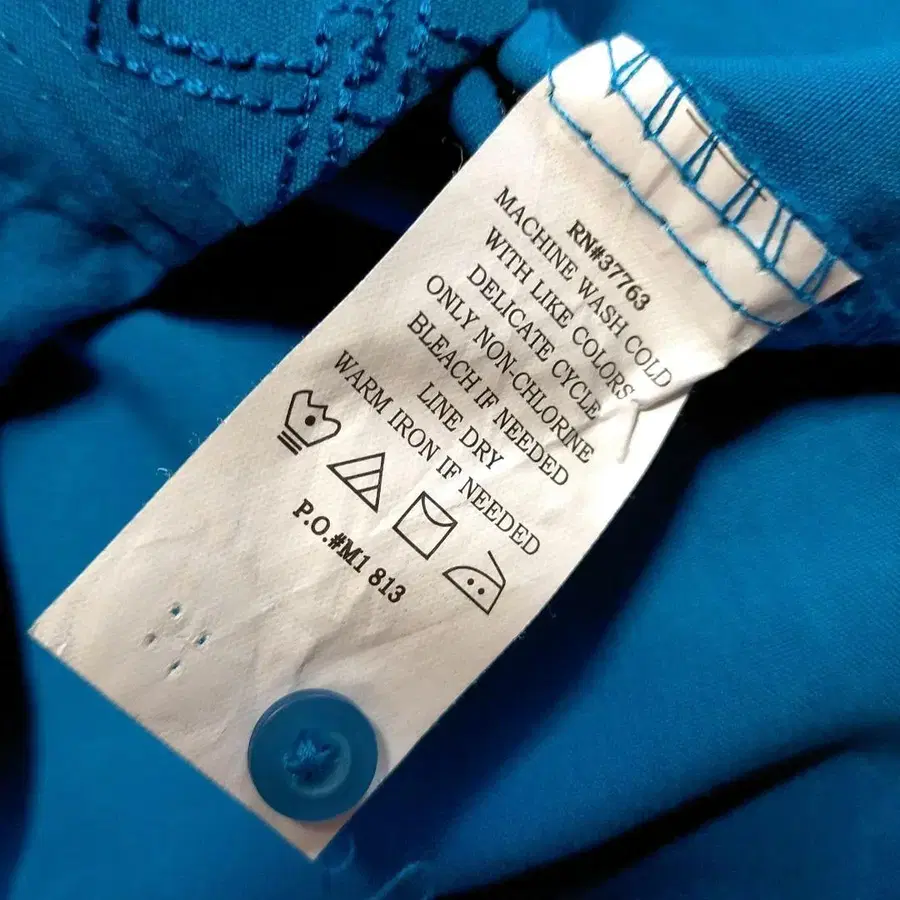 RN#37763
MACHINE WASH COLD
WITH LIKE COLORS
DELICATE CYCLE
ONLY NON-CHLORINE
BLEACH IF NEEDED
LINE DRY
WARM IRON IF NEEDED
P.O.#M1 813